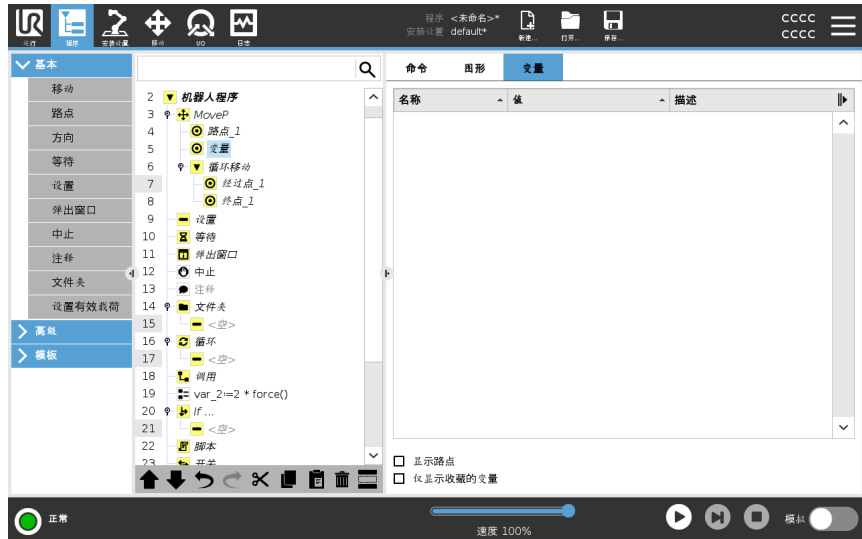 UR
运行
程序
安装设置
移动
I/O
日志
程序 <未命名>*
安装设置 default*
新建...
打开...
保存...
cccc
cccc
基本
移动
路点
方向
等待
设置
弹出窗口
中止
注释
文件夹
设置有效载荷
高级
模板
2 机器人程序
3 MoveP
4 路点_1
5 变量
6 循环移动
7 经过点_1
8 终点_1
9 设置
10 等待
11 弹出窗口
12 中止
13 注释
14 文件夹
15 <空>
16 循环
17 <空>
18 调用
19 var_2:=2 * force()
20 If ...
21 <空>
22 脚本
23 开关
命令 图形 变量
名称 值 描述
显示路点
仅显示收藏的变量
正常
速度 100%
模拟